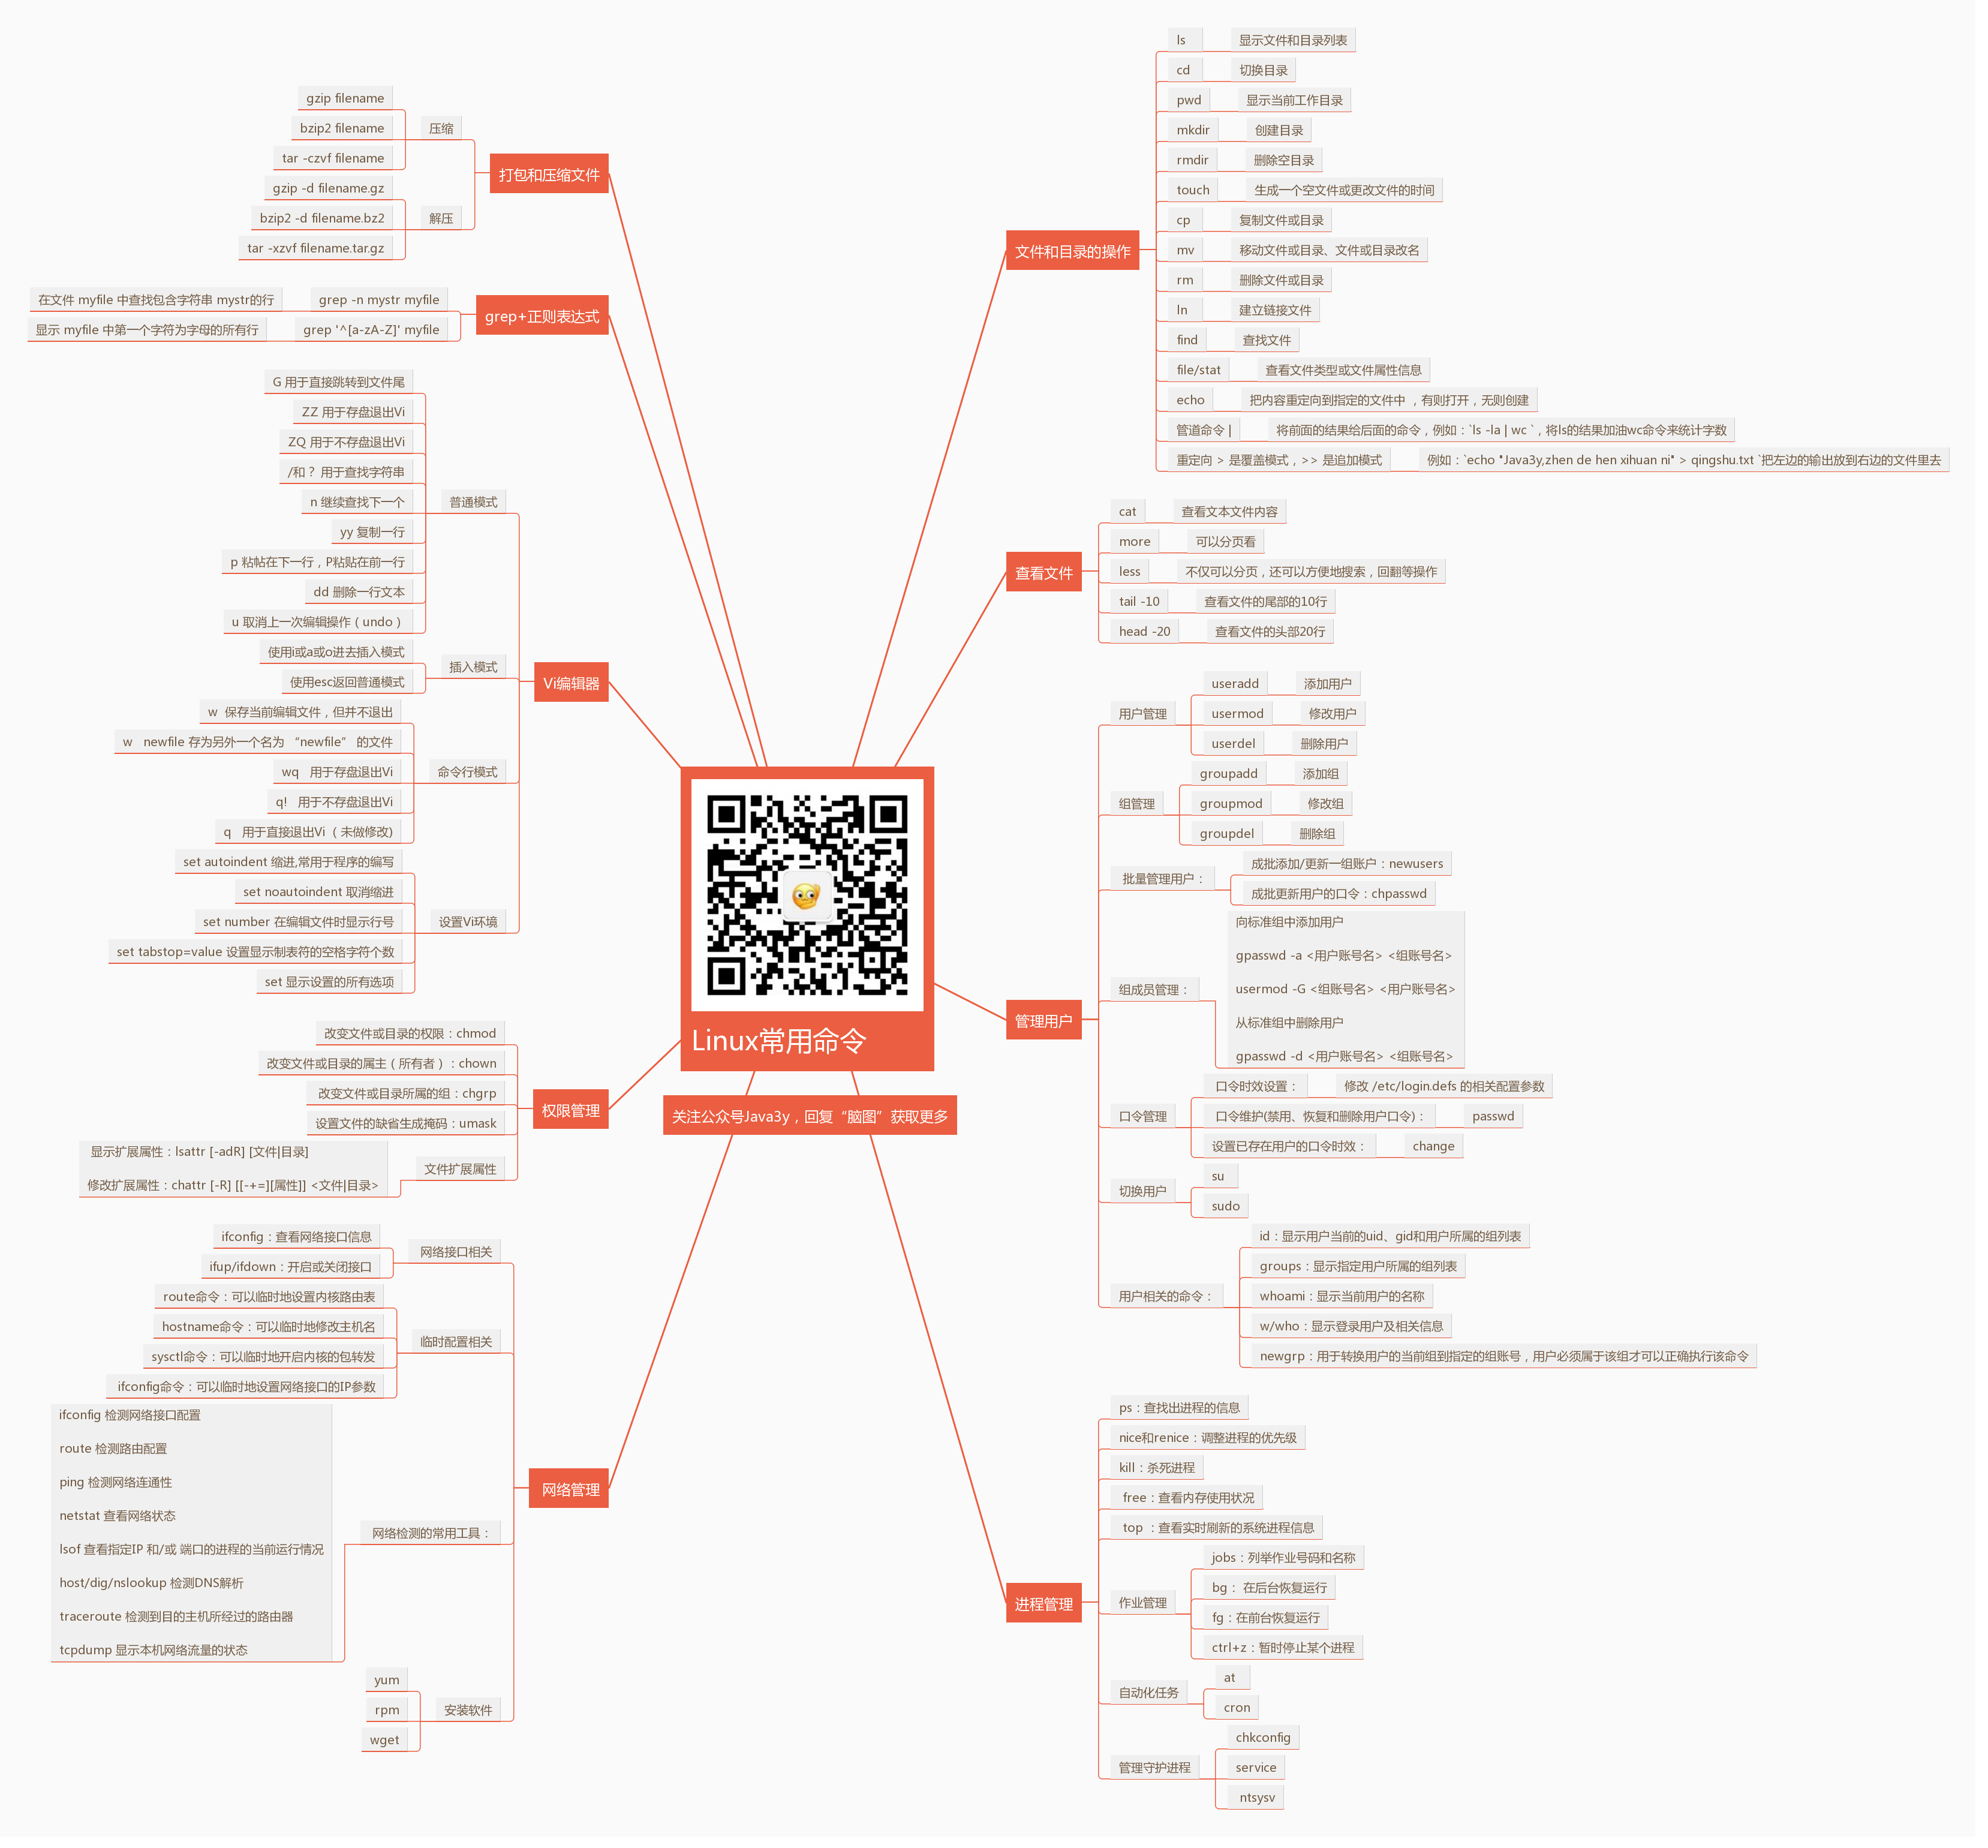 gzip filename
bzip2 filename
tar -czvf filename
压缩
gzip -d filename.gz
bzip2 -d filename.bz2
tar -xzvf filename.tar.gz
解压
打包和压缩文件
在文件 myfile 中查找包含字符串 mystr的行
grep -n mystr myfile
显示 myfile 中第一个字符为字母的所有行
grep '^[a-zA-Z]' myfile
grep+正则表达式
G 用于直接跳转到文件尾
ZZ 用于存盘退出Vi
ZQ 用于不存盘退出Vi
/和？用于查找字符串
n 继续查找下一个
yy 复制一行
p 粘帖在下一行，P粘贴在前一行
dd 删除一行文本
u 取消上一次编辑操作（undo）
普通模式
使用i或a或o进去插入模式
使用esc返回普通模式
插入模式
w 保存当前编辑文件，但并不退出
w newfile 存为另外一个名为 “newfile” 的文件
wq 用于存盘退出Vi
q! 用于不存盘退出Vi
q 用于直接退出Vi （未做修改)
命令行模式
set autoindent 缩进,常用于程序的编写
set noautoindent 取消缩进
set number 在编辑文件时显示行号
set tabstop=value 设置显示制表符的空格字符个数
set 显示设置的所有选项
设置Vi环境
Vi编辑器
改变文件或目录的权限：chmod
改变文件或目录的属主（所有者）：chown
改变文件或目录所属的组：chgrp
设置文件的缺省生成掩码：umask
显示扩展属性：lsattr [-adR] [文件|目录]
修改扩展属性：chattr [-R] [[-+=][属性]] <文件|目录>
文件扩展属性
权限管理
ifconfig：查看网络接口信息
ifup/ifdown：开启或关闭接口
网络接口相关
route命令：可以临时地设置内核路由表
hostname命令：可以临时地修改主机名
sysctl命令：可以临时地开启内核的包转发
ifconfig命令：可以临时地设置网络接口的IP参数
临时配置相关
ifconfig 检测网络接口配置
route 检测路由配置
ping 检测网络连通性
netstat 查看网络状态
lsof 查看指定IP 和/或 端口的进程的当前运行情况
host/dig/nslookup 检测DNS解析
traceroute 检测到目的主机所经过的路由器
tcpdump 显示本机网络流量的状态
网络检测的常用工具：
yum
rpm
wget
安装软件
网络管理
Linux常用命令
关注公众号Java3y，回复“脑图”获取更多
文件和目录的操作
ls 显示文件和目录列表
cd 切换目录
pwd 显示当前工作目录
mkdir 创建目录
rmdir 删除空目录
touch 生成一个空文件或更改文件的时间
cp 复制文件或目录
mv 移动文件或目录、文件或目录改名
rm 删除文件或目录
ln 建立链接文件
find 查找文件
file/stat 查看文件类型或文件属性信息
echo 把内容重定向到指定的文件中 ，有则打开，无则创建
管道命令 | 将前面的结果给后面的命令，例如：`ls -la | wc `，将ls的结果加油wc命令来统计字数
重定向 > 是覆盖模式，>> 是追加模式 例如：`echo "Java3y,zhen de hen xihuan ni" > qingshu.txt `把左边的输出放到右边的文件里去
查看文件
cat 查看文本文件内容
more 可以分页看
less 不仅可以分页，还可以方便地搜索，回翻等操作
tail -10 查看文件的尾部的10行
head -20 查看文件的头部20行
管理用户
用户管理
useradd 添加用户
usermod 修改用户
userdel 删除用户
组管理
groupadd 添加组
groupmod 修改组
groupdel 删除组
批量管理用户：
成批添加/更新一组账户：newusers
成批更新用户的口令：chpasswd
组成员管理：
向标准组中添加用户
gpasswd -a <用户账号名> <组账号名>
usermod -G <组账号名> <用户账号名>
从标准组中删除用户
gpasswd -d <用户账号名> <组账号名>
口令管理
口令时效设置： 修改 /etc/login.defs 的相关配置参数
口令维护(禁用、恢复和删除用户口令)： passwd
设置已存在用户的口令时效： change
切换用户
su
sudo
用户相关的命令：
id：显示用户当前的uid、gid和用户所属的组列表
groups：显示指定用户所属的组列表
whoami：显示当前用户的名称
w/who：显示登录用户及相关信息
newgrp：用于转换用户的当前组到指定的组账号，用户必须属于该组才可以正确执行该命令
进程管理
ps：查找出进程的信息
nice和renice：调整进程的优先级
kill：杀死进程
free：查看内存使用状况
top ：查看实时刷新的系统进程信息
作业管理
jobs：列举作业号码和名称
bg： 在后台恢复运行
fg：在前台恢复运行
ctrl+z：暂时停止某个进程
自动化任务
at
cron
管理守护进程
chkconfig
service
ntsysv